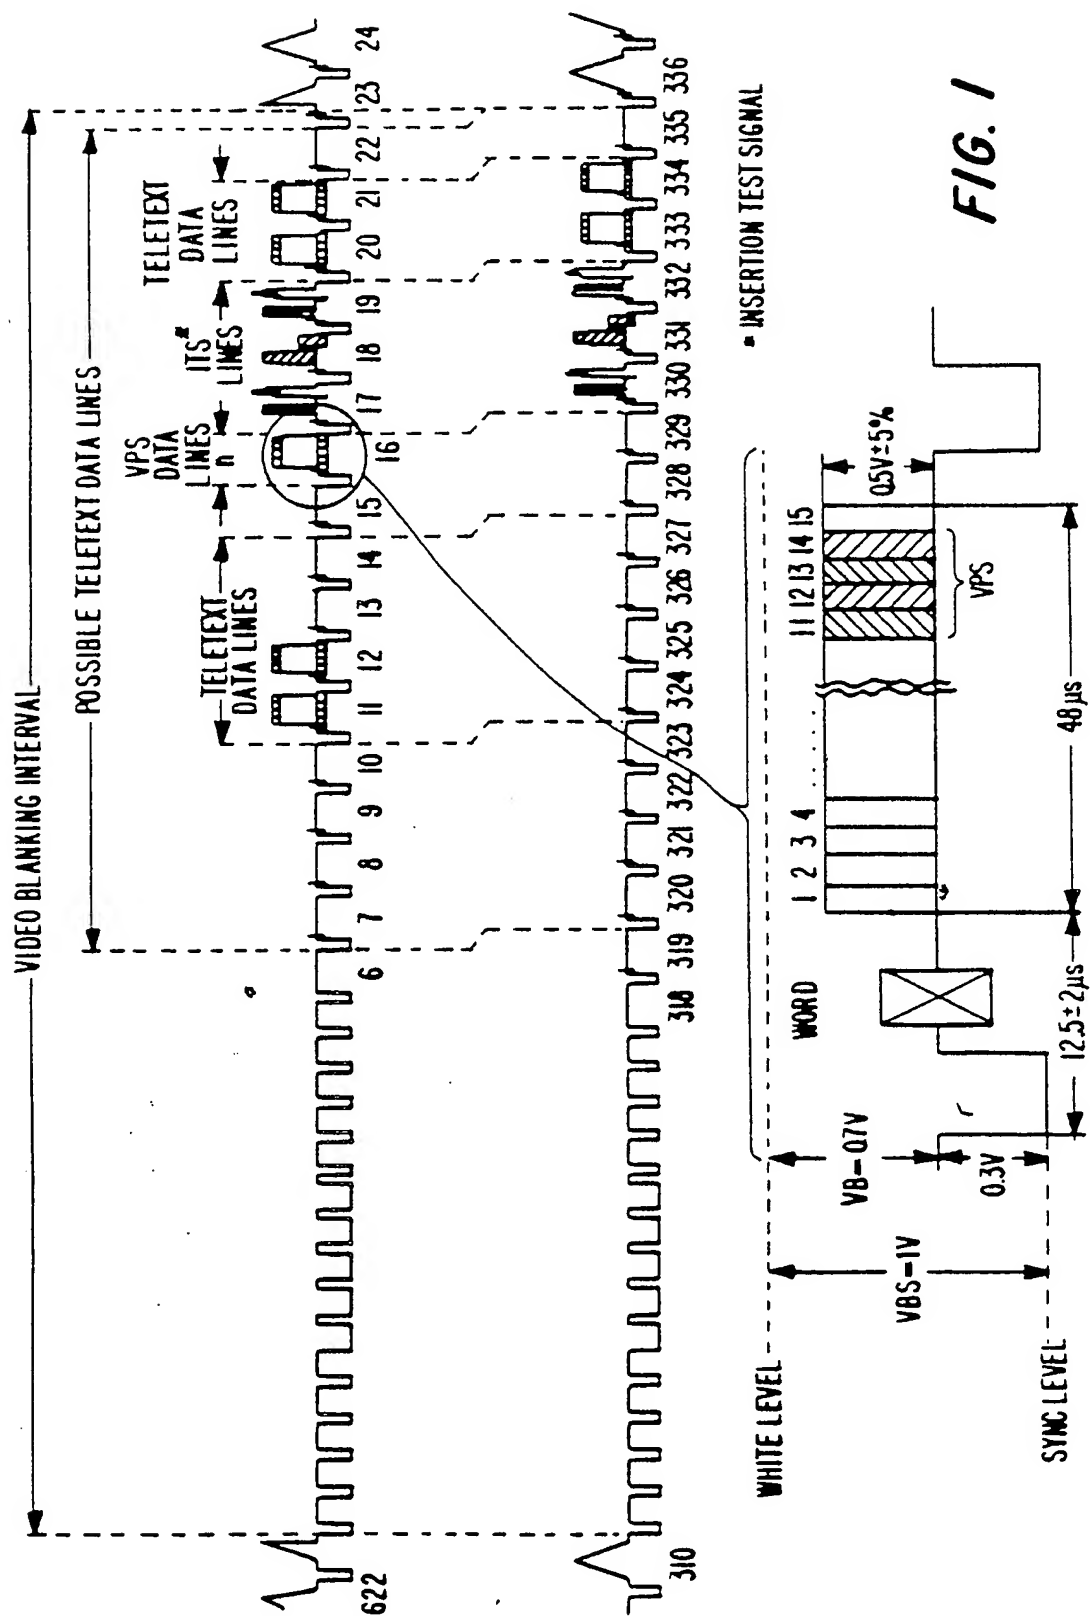 VIDEO BLANKING INTERVAL
POSSIBLE TELETEXT DATA LINES
TELETEXT
DATA LINES
VPS
DATA
LINES
n
ITS*
LINES
TELETEXT
DATA
LINES
622 6 7 8 9 10 11 12 13 14 15 16 17 18 19 20 21 22 23 24
310 318 319 320 321 322 323 324 325 326 327 328 329 330 331 332 333 334 335 336
* INSERTION TEST SIGNAL
WHITE LEVEL
WORD 1 2 3 4 ...... 11 12 13 14 15
VBS=1V
VB=0.7V
0.3V
0.5V±5%
VPS
SYNC LEVEL
12.5±2μs
48μs
FIG. 1